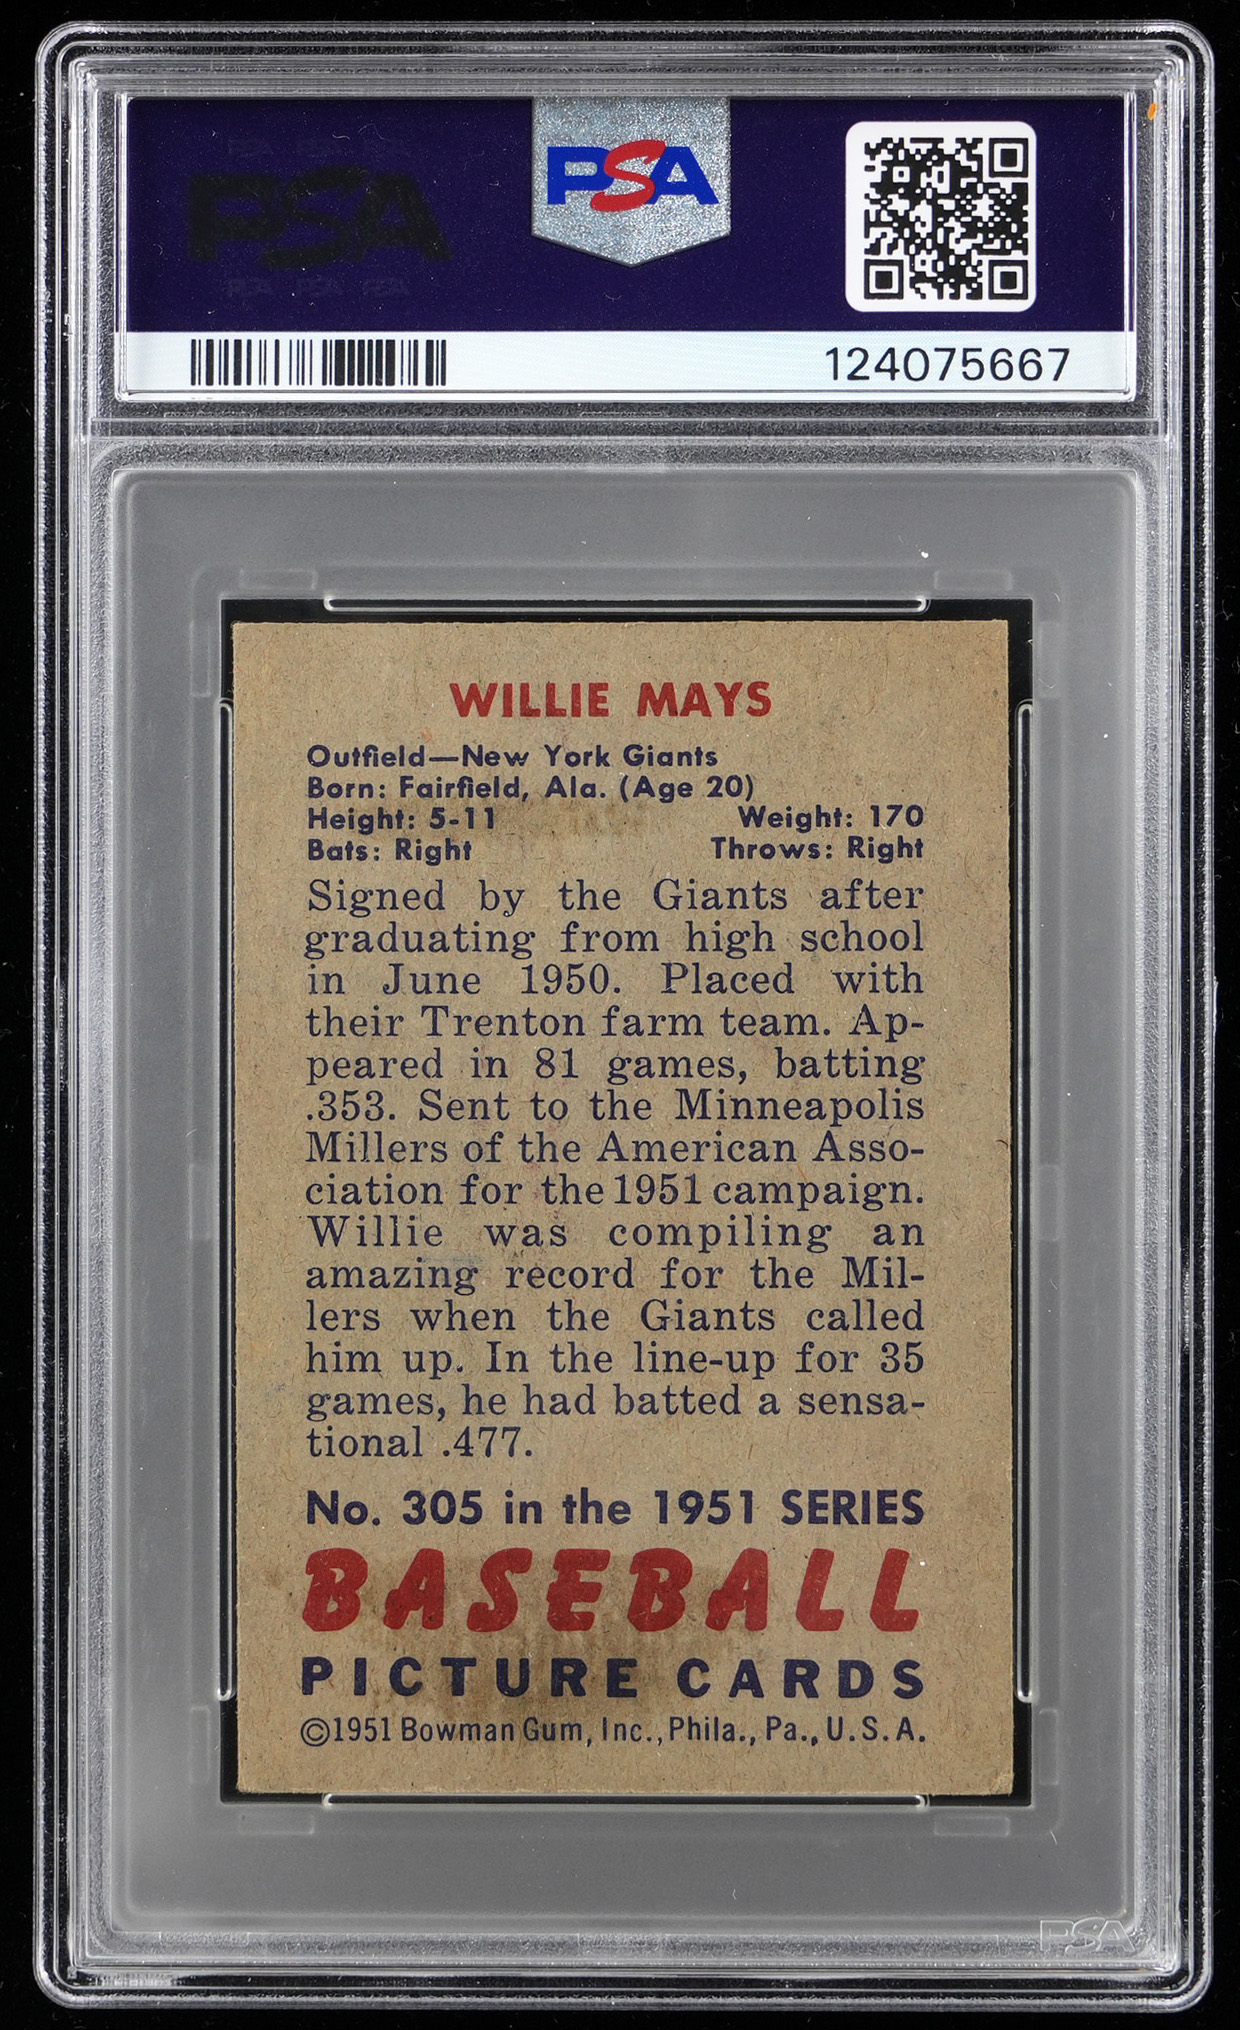 PSA
PSA
124075667
WILLIE MAYS
Outfield—New York Giants
Born: Fairfield, Ala. (Age 20)
Height: 5-11 Weight: 170
Bats: Right Throws: Right
Signed by the Giants after
graduating from high school
in June 1950. Placed with
their Trenton farm team. Ap-
peared in 81 games, batting
.353. Sent to the Minneapolis
Millers of the American Asso-
ciation for the 1951 campaign.
Willie was compiling an
amazing record for the Mil-
lers when the Giants called
him up. In the line-up for 35
games, he had batted a sensa-
tional .477.
No. 305 in the 1951 SERIES
BASEBALL
PICTURE CARDS
©1951 Bowman Gum, Inc., Phila., Pa., U.S.A.
PSA